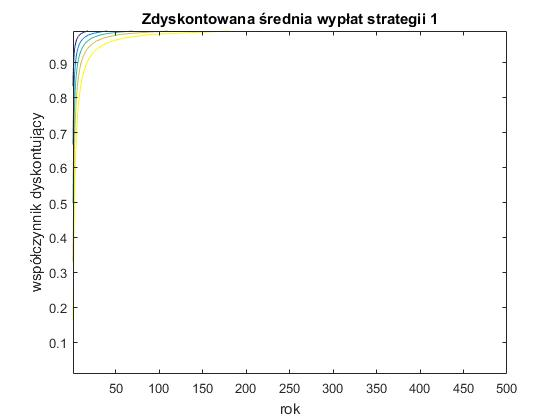 Zdyskontowana średnia wypłat strategii 1
współczynnik dyskontujący
0.9
0.8
0.7
0.6
0.5
0.4
0.3
0.2
0.1
50 100 150 200 250 300 350 400 450 500
rok